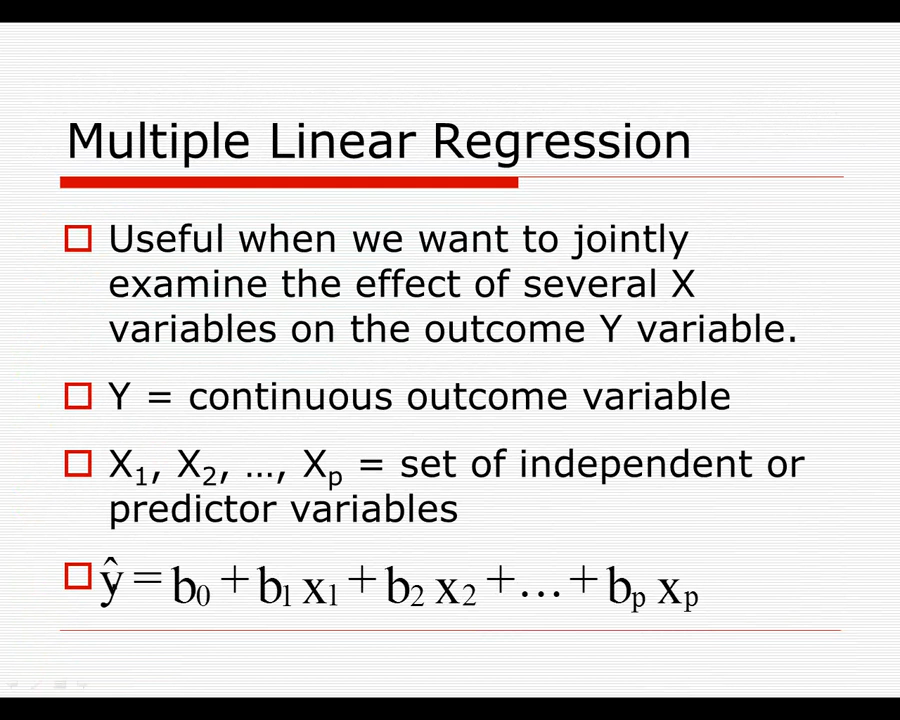 Multiple Linear Regression
Useful when we want to jointly
examine the effect of several X
variables on the outcome Y variable.
Y = continuous outcome variable
X₁, X₂, …, Xₚ = set of independent or
predictor variables
ŷ = b₀ + b₁ x₁ + b₂ x₂ + … + bₚ xₚ